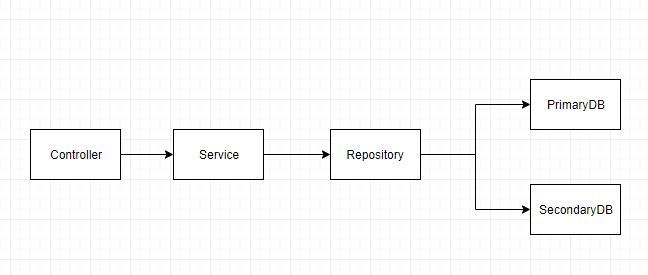 Controller
Service
Repository
PrimaryDB
SecondaryDB